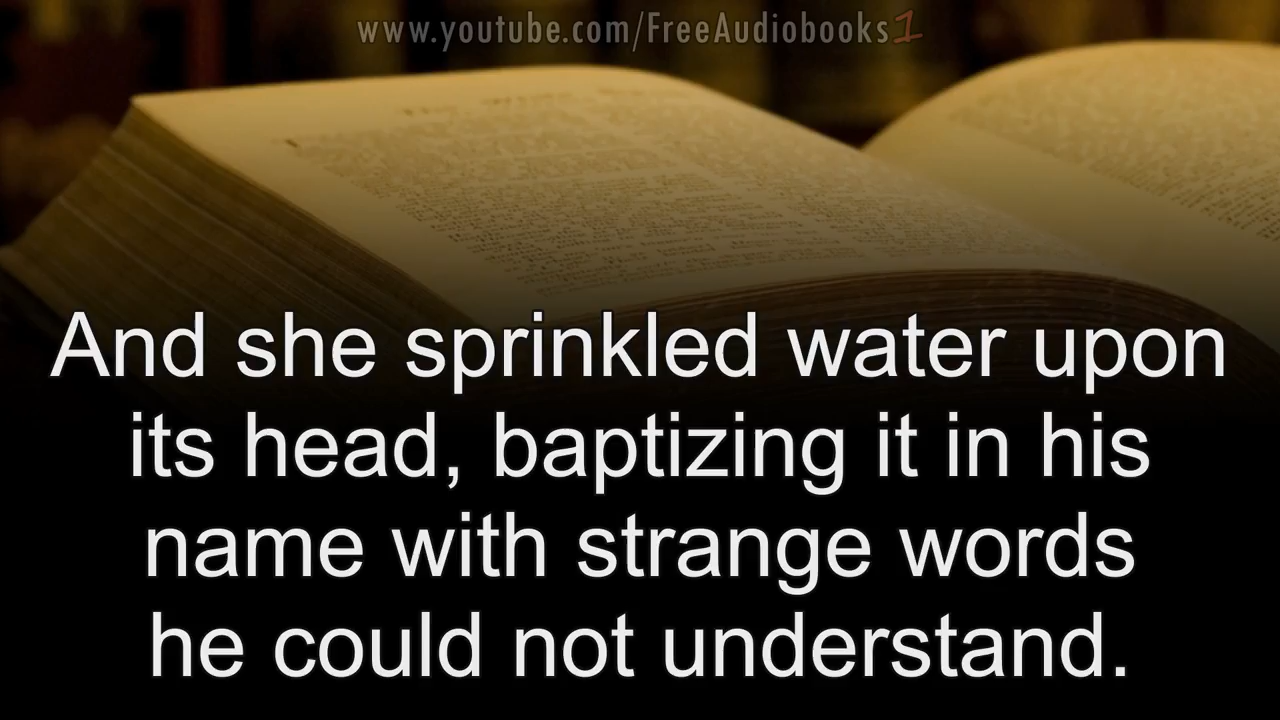 www.youtube.com/FreeAudiobooks1
And she sprinkled water upon
its head, baptizing it in his
name with strange words
he could not understand.